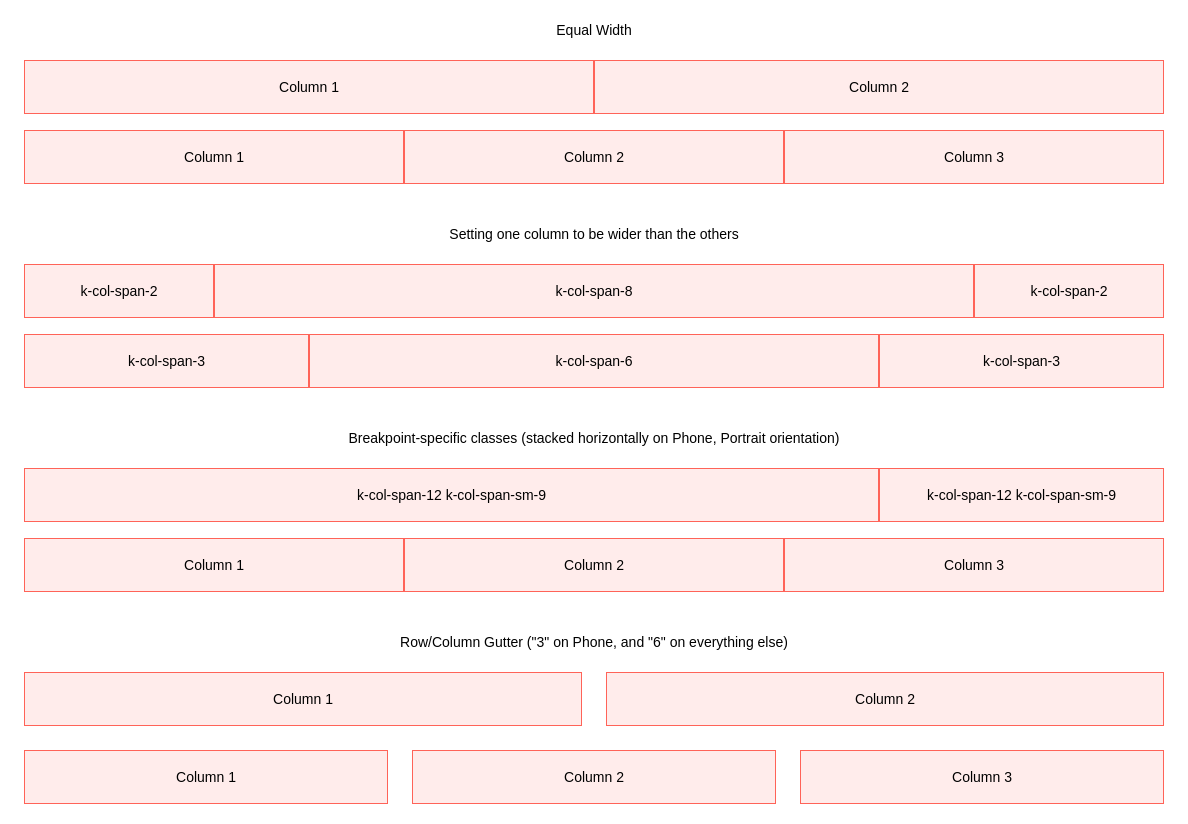 Equal Width
Column 1 Column 2
Column 1 Column 2 Column 3
Setting one column to be wider than the others
k-col-span-2 k-col-span-8 k-col-span-2
k-col-span-3 k-col-span-6 k-col-span-3
Breakpoint-specific classes (stacked horizontally on Phone, Portrait orientation)
k-col-span-12 k-col-span-sm-9 k-col-span-12 k-col-span-sm-9
Column 1 Column 2 Column 3
Row/Column Gutter ("3" on Phone, and "6" on everything else)
Column 1 Column 2
Column 1 Column 2 Column 3